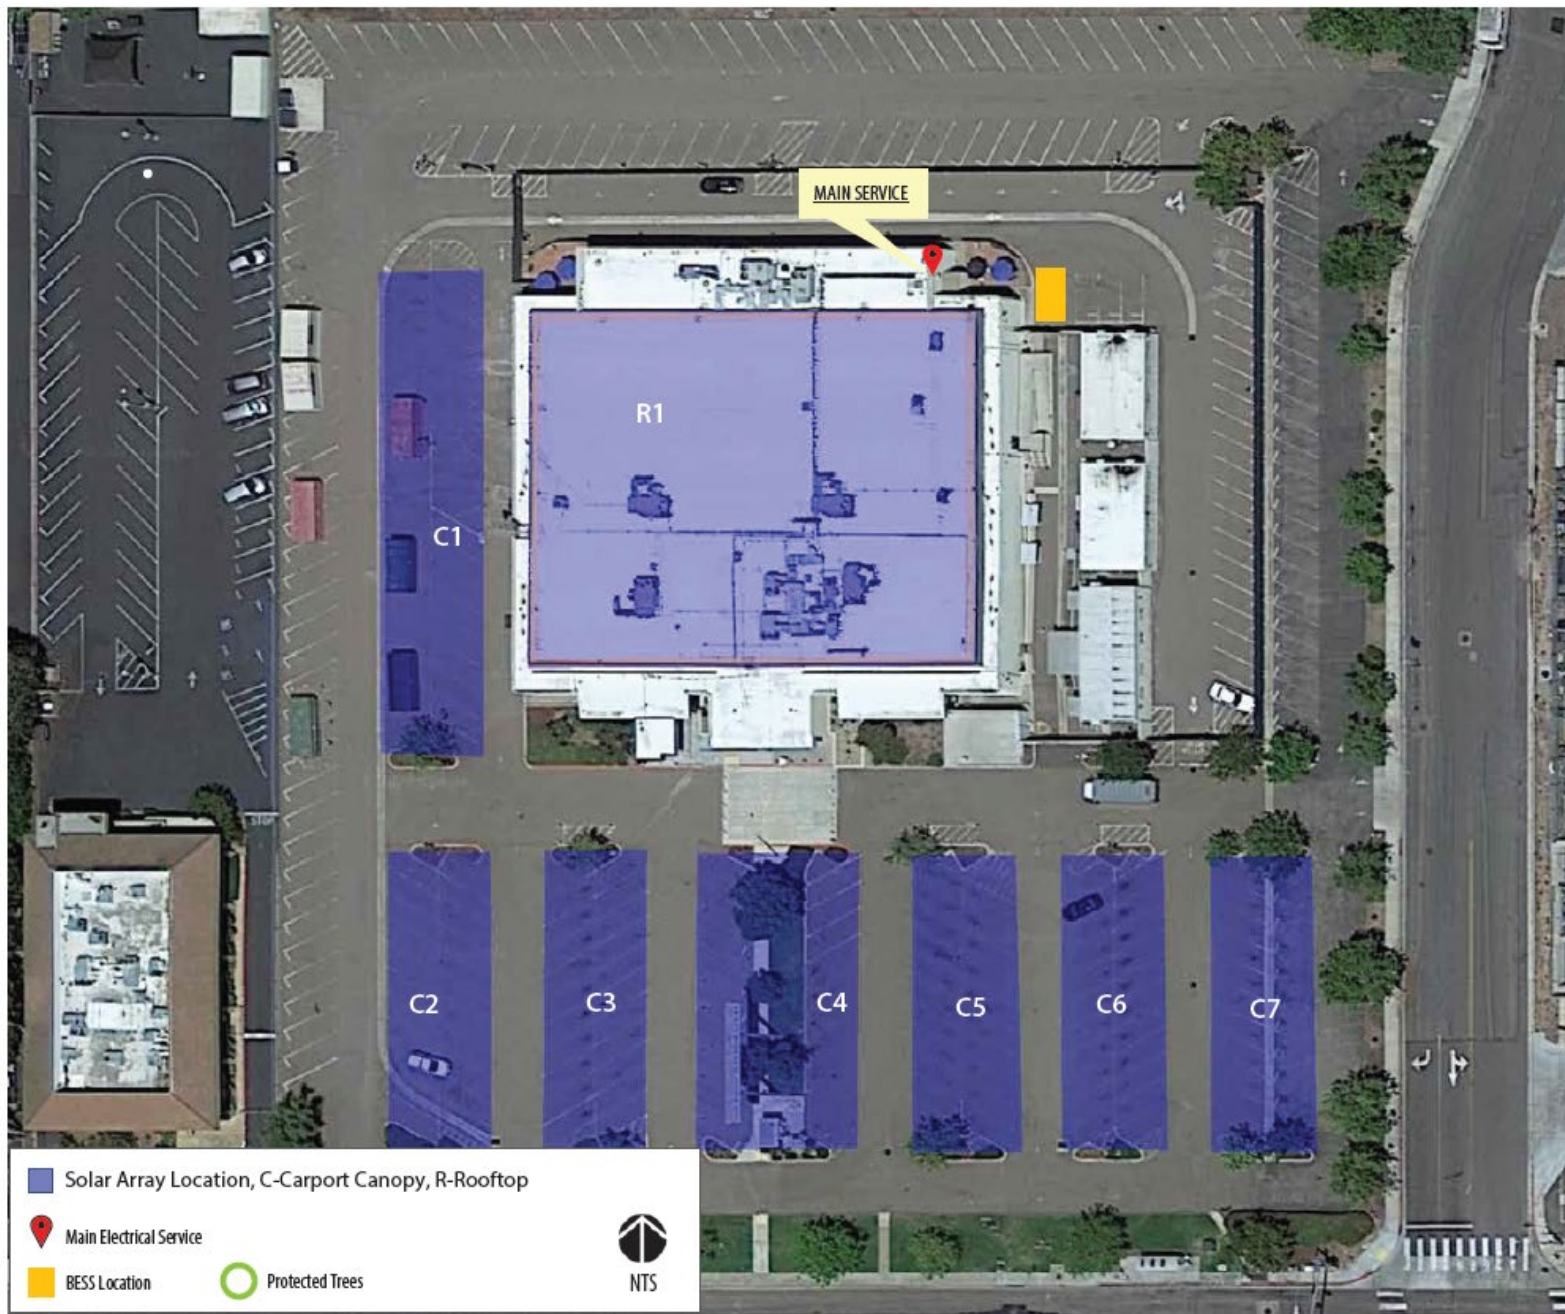 MAIN SERVICE
R1
C1
C2
C3
C4
C5
C6
C7
Solar Array Location, C-Carport Canopy, R-Rooftop
Main Electrical Service
BESS Location
Protected Trees
NTS